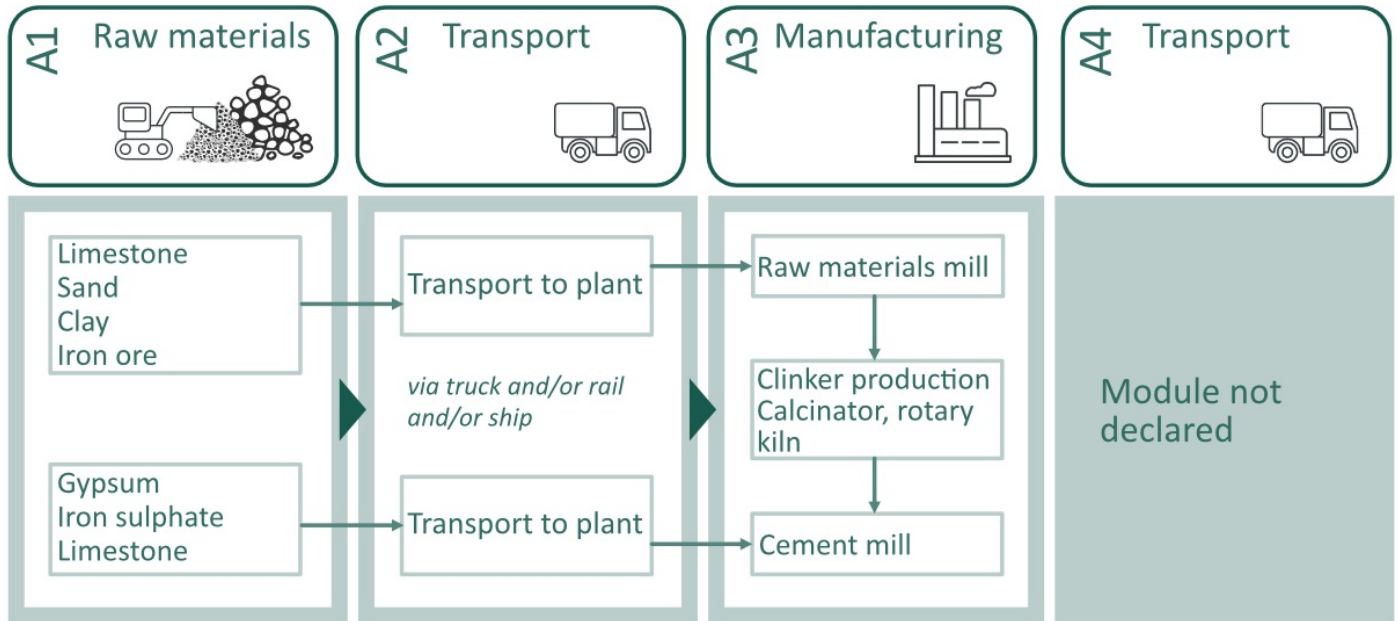 A1 Raw materials
A2 Transport
A3 Manufacturing
A4 Transport
Limestone
Sand
Clay
Iron ore
Gypsum
Iron sulphate
Limestone
Transport to plant
via truck and/or rail
and/or ship
Transport to plant
Raw materials mill
Clinker production
Calcinator, rotary
kiln
Cement mill
Module not
declared